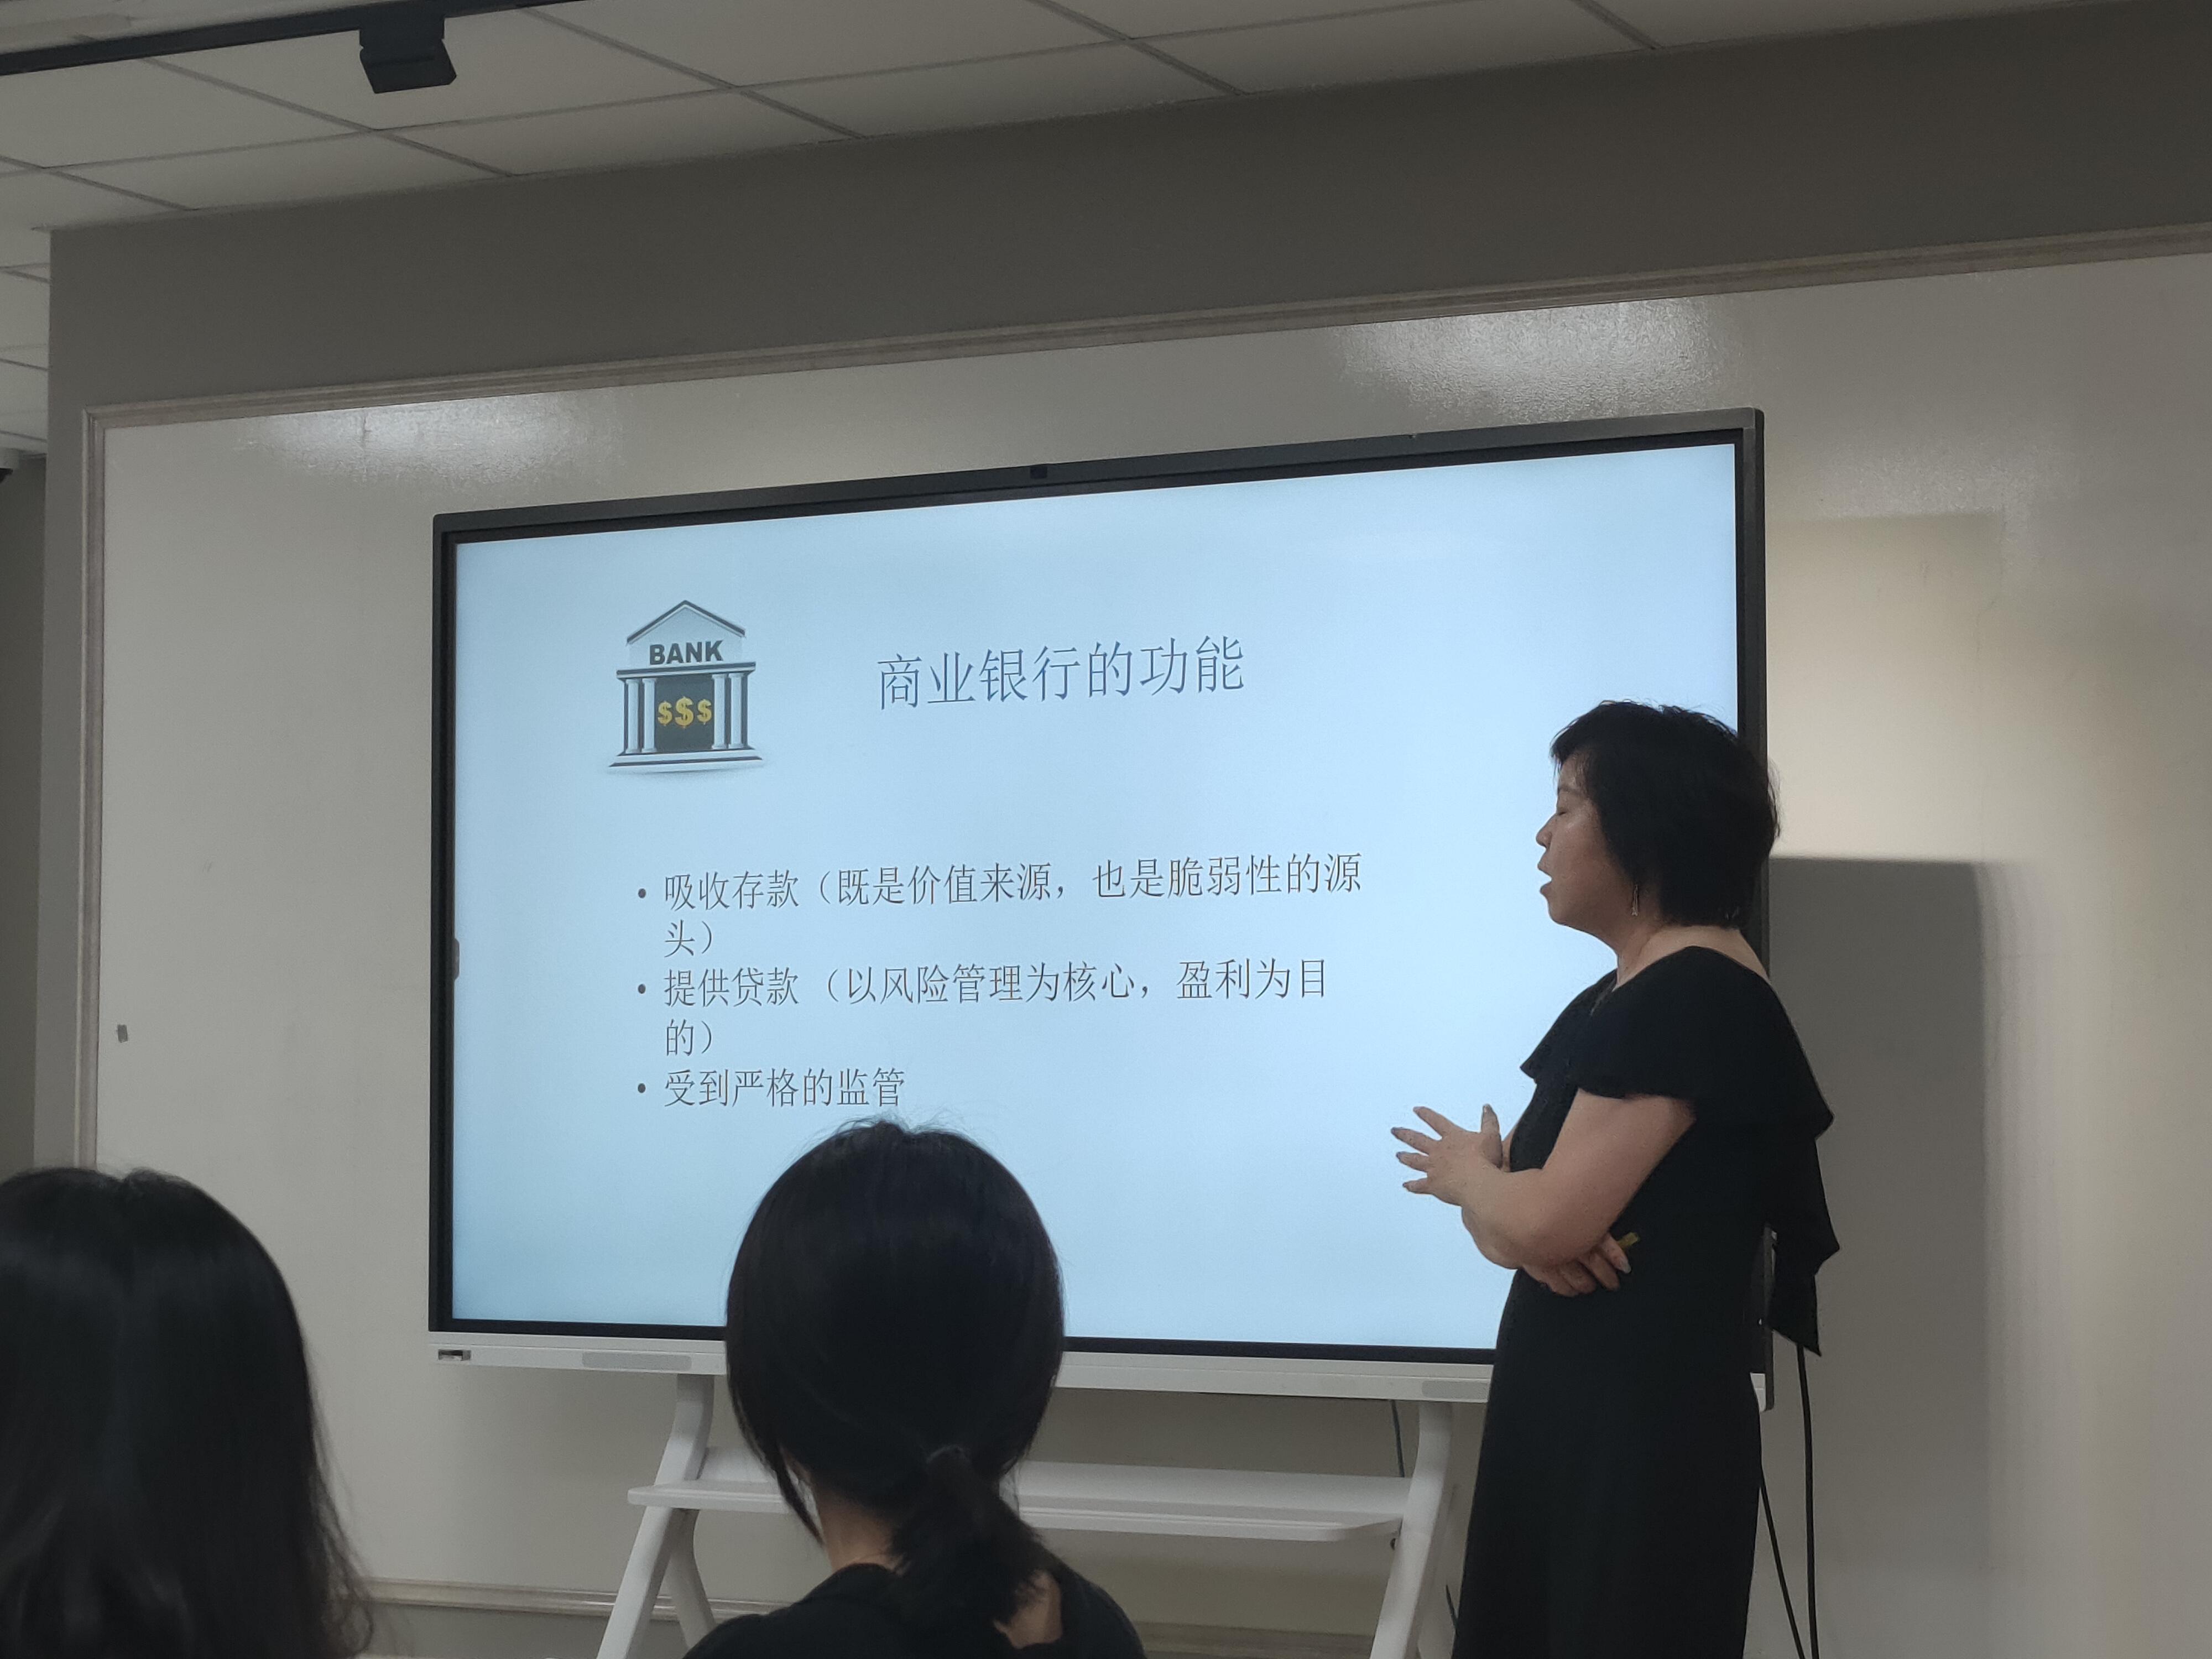 BANK
$$$
商业银行的功能
• 吸收存款（既是价值来源，也是脆弱性的源
头）
• 提供贷款 （以风险管理为核心，盈利为目
的）
• 受到严格的监管